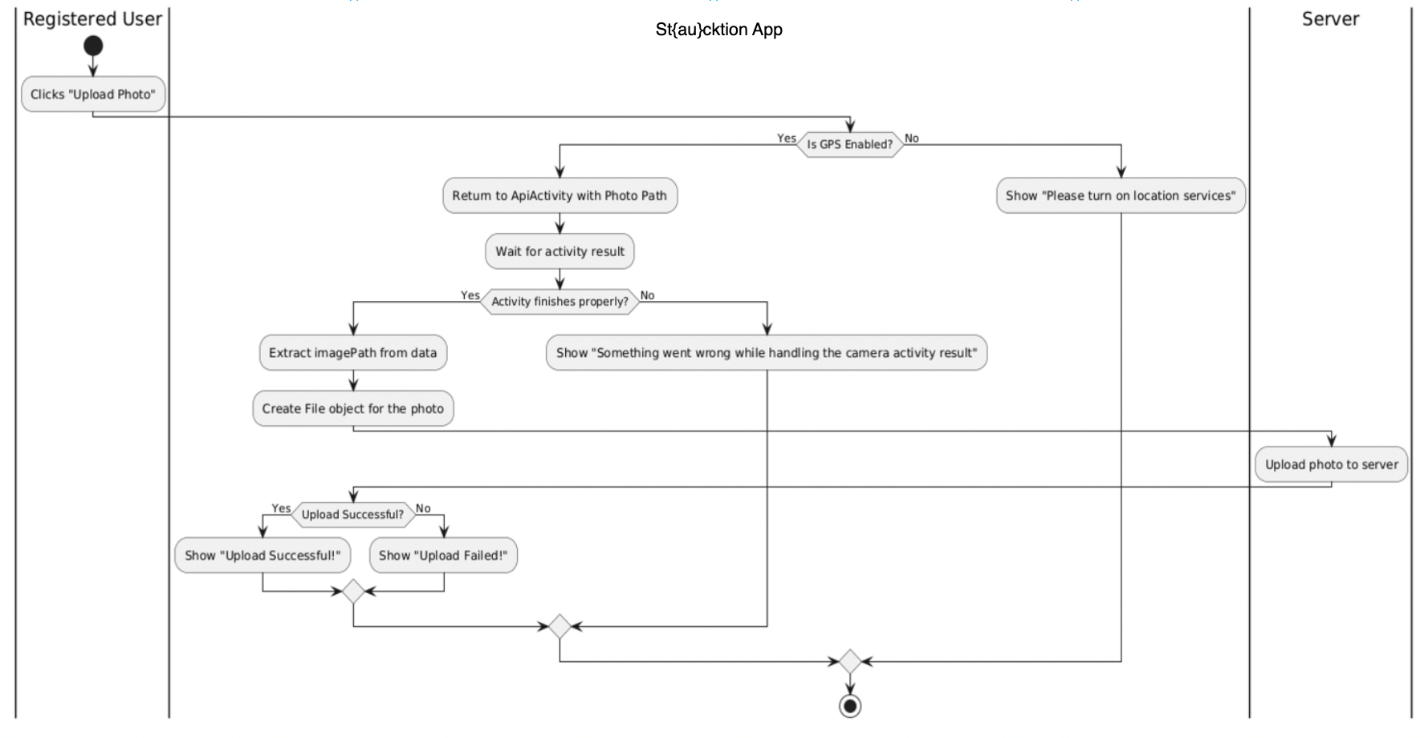 Registered User
St{au}cktion App
Server
Clicks "Upload Photo"
Yes
Is GPS Enabled?
No
Return to ApiActivity with Photo Path
Show "Please turn on location services"
Wait for activity result
Yes
Activity finishes properly?
No
Extract imagePath from data
Show "Something went wrong while handling the camera activity result"
Create File object for the photo
Upload photo to server
Yes
Upload Successful?
No
Show "Upload Successful!"
Show "Upload Failed!"